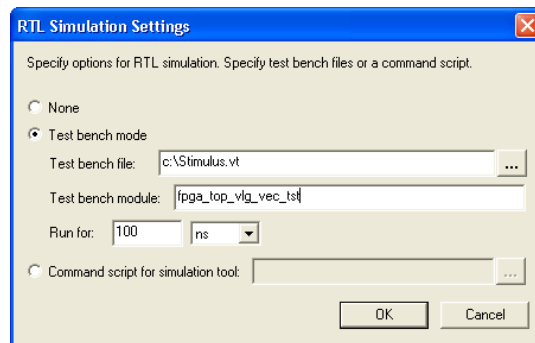 RTL Simulation Settings
Specify options for RTL simulation. Specify test bench files or a command script.
None
Test bench mode
Test bench file: c:\Stimulus.vt ...
Test bench module: fpga_top_vlg_vec_tst
Run for: 100 ns
Command script for simulation tool: ...
OK Cancel